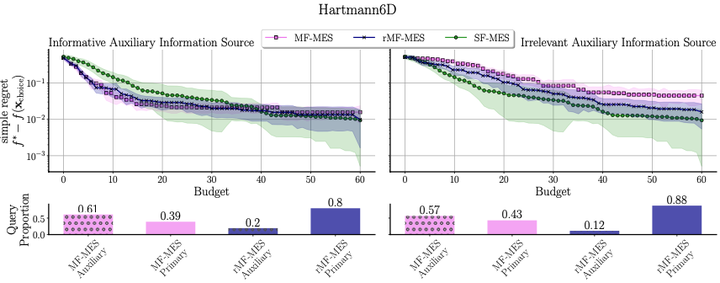 Hartmann6D
Informative Auxiliary Information Source
MF-MES
rMF-MES
SF-MES
Irrelevant Auxiliary Information Source
simple regret
f* − f(x_choice)
10⁻¹
10⁻²
10⁻³
0 10 20 30 40 50 60
0 10 20 30 40 50 60
Budget
Budget
Query
Proportion
0.5
0.0
0.61
0.39
0.2
0.8
0.57
0.43
0.12
0.88
MF-MES
Auxiliary
MF-MES
Primary
rMF-MES
Auxiliary
rMF-MES
Primary
MF-MES
Auxiliary
MF-MES
Primary
rMF-MES
Auxiliary
rMF-MES
Primary